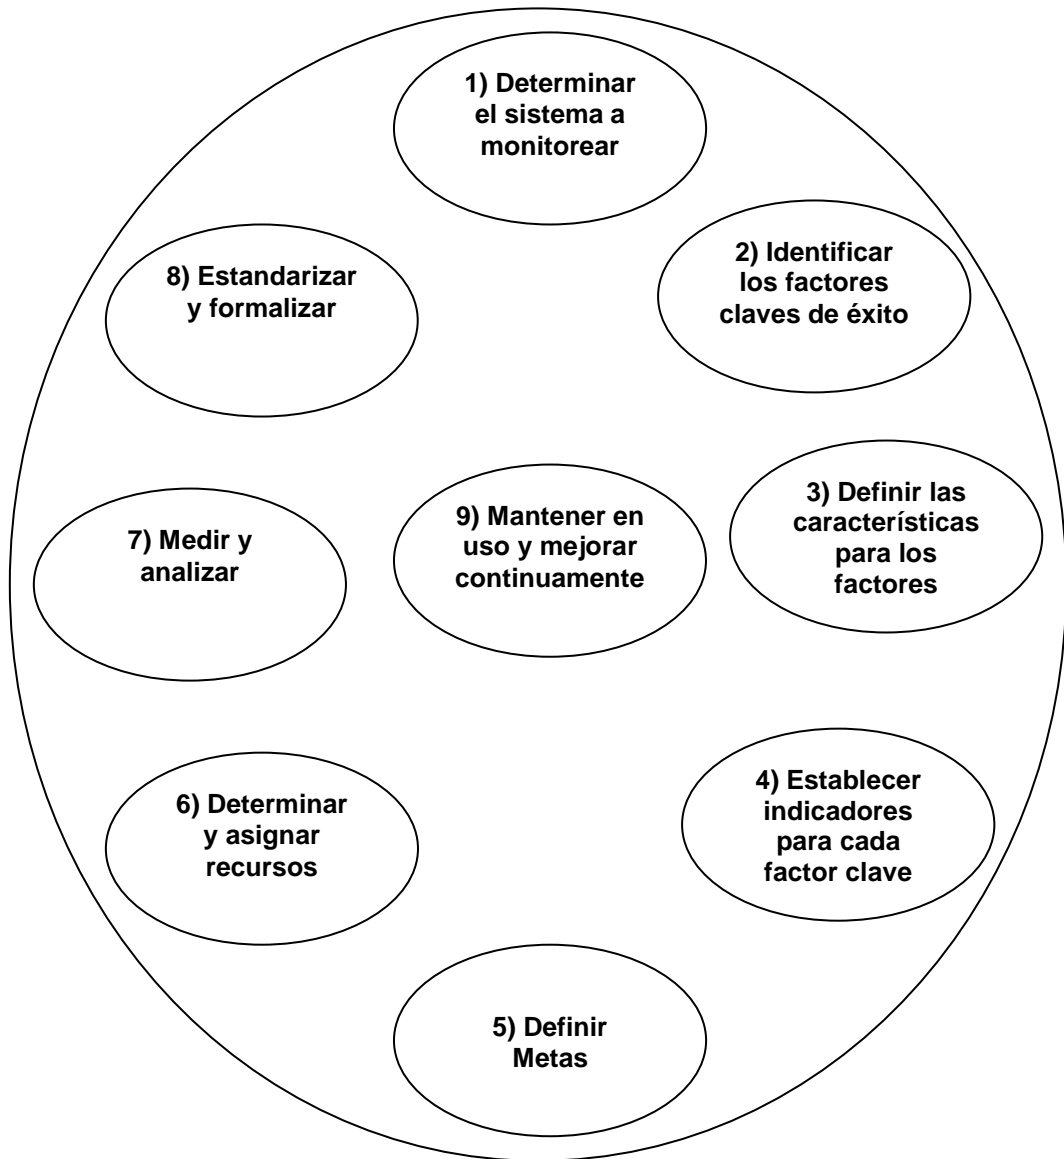 1) Determinar
el sistema a
monitorear
2) Identificar
los factores
claves de éxito
3) Definir las
característísticas
para los
factores
4) Establecer
indicadores
para cada
factor clave
5) Definir
Metas
6) Determinar
y asignar
recursos
7) Medir y
analizar
8) Estandarizar
y formalizar
9) Mantener en
uso y mejorar
continuamente